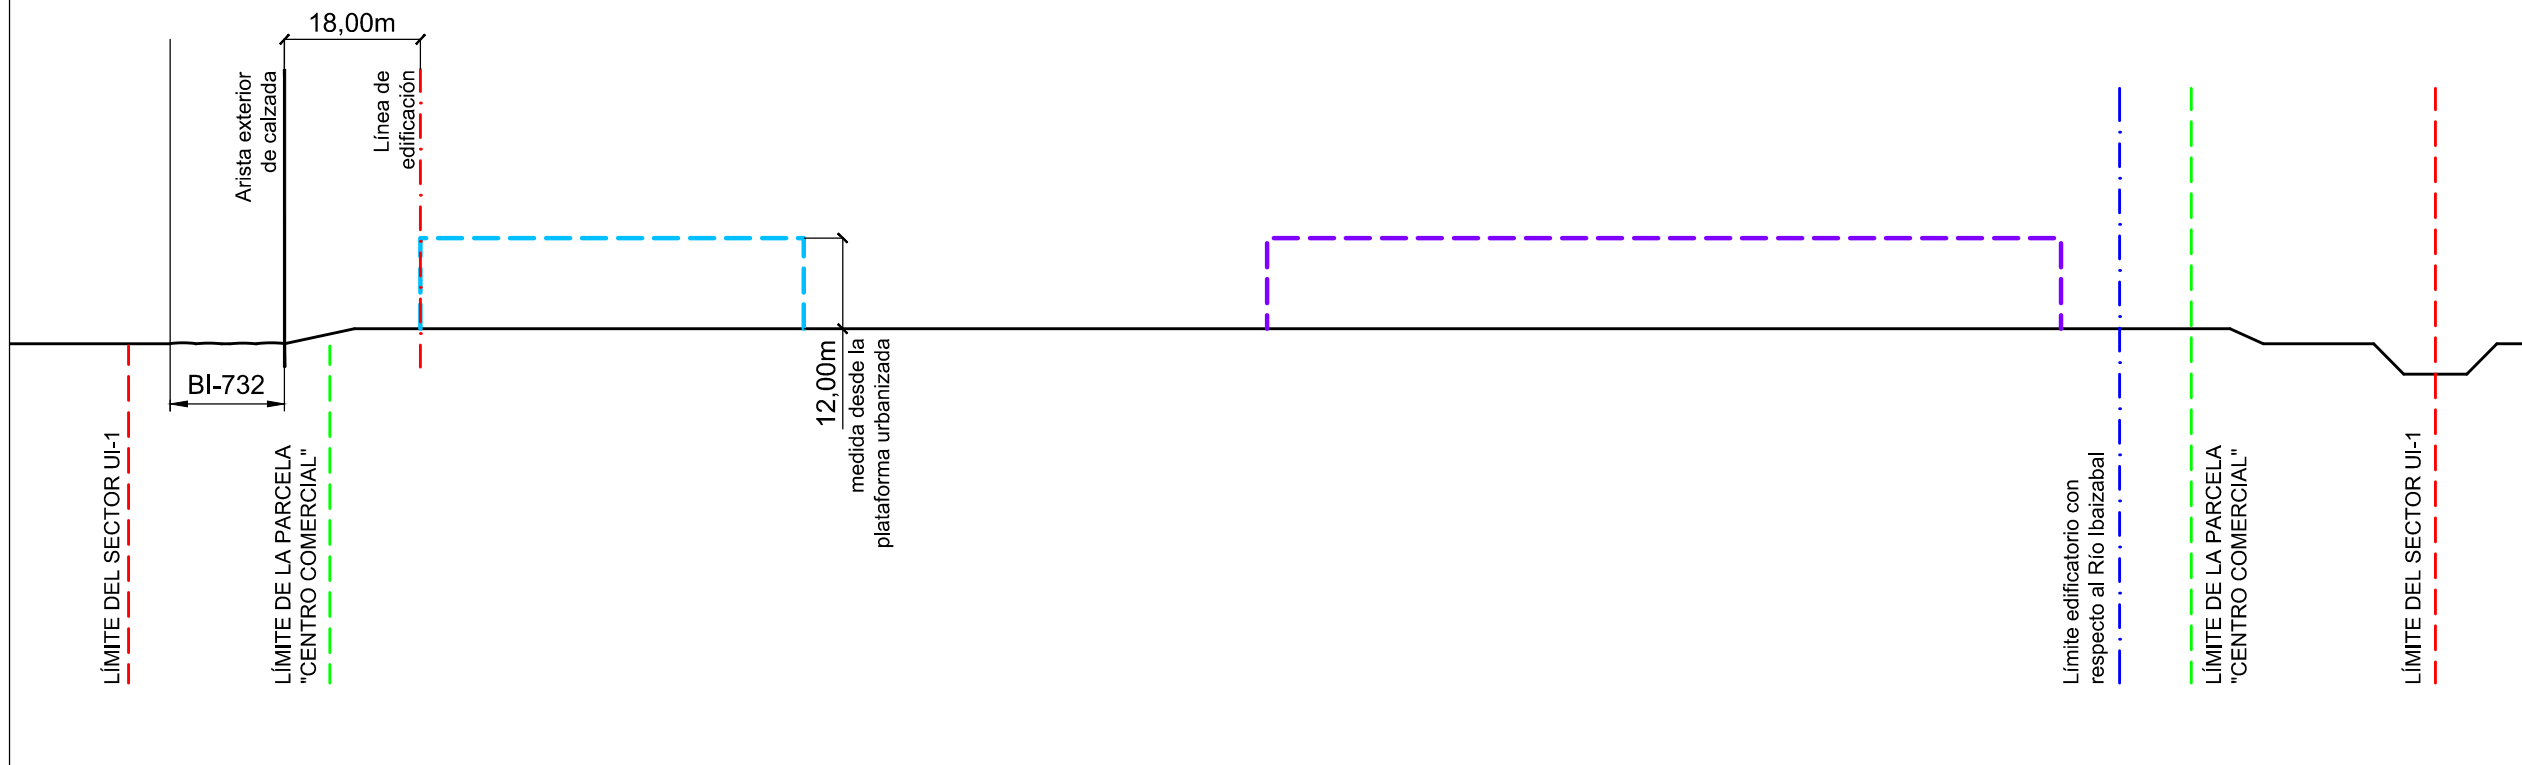 18,00m
Arista exterior
de calzada
Línea de
edificación
BI-732
12,00m
medida desde la
plataforma urbanizada
LÍMITE DEL SECTOR UI-1
LÍMITE DE LA PARCELA
"CENTRO COMERCIAL"
Límite edificatorio con
respecto al Río Ibaizabal
LÍMITE DE LA PARCELA
"CENTRO COMERCIAL"
LÍMITE DEL SECTOR UI-1